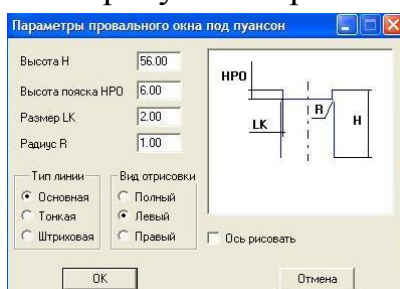 Параметры провального окна под пуансон
Высота H 56.00
Высота пояска HPO 6.00
Размер LK 2.00
Радиус R 1.00
HPO
LK
R
H
Тип линии
Основная
Тонкая
Штриховая
Вид отрисовки
Полный
Левый
Правый
Ось рисовать
OK
Отмена